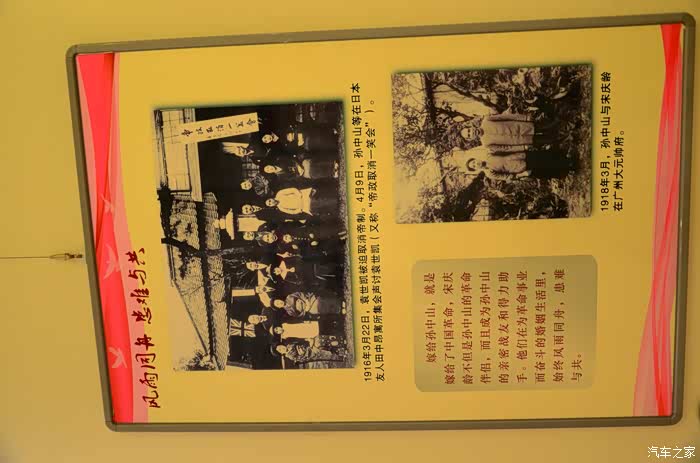 风雨同舟 患难与共
帝政取消一笑会
1916年3月22日，袁世凯被迫取消帝制。4月9日，孙中山等在日本
友人田中昂寓所集会声讨袁世凯（又称“帝政取消一笑会”）。
1918年3月，孙中山与宋庆龄
在广州大元帅府。
嫁给孙中山，就是
嫁给了中国革命，宋庆
龄不但是孙中山的革命
伴侣，而且成为孙中山
的亲密战友和得力助
手。他们在为革命事业
而奋斗的婚姻生活里，
始终风雨同舟，患难
与共。
汽车之家